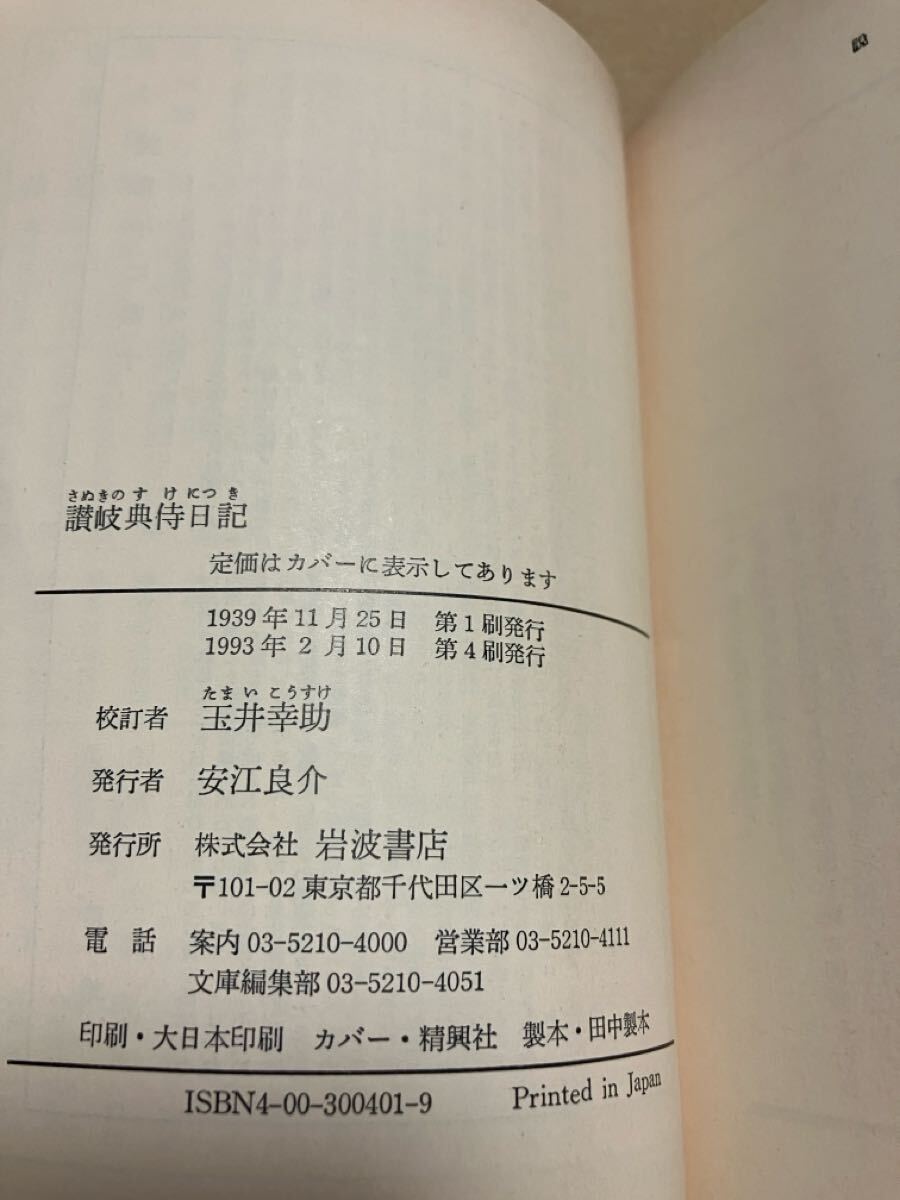 さぬきのすけにつき
讃岐典侍日記
定価はカバーに表示してあります
1939年11月25日 第1刷発行
1993年2月10日 第4刷発行
たまいこうすけ
校訂者 玉井幸助
発行者 安江良介
発行所 株式会社 岩波書店
〒101-02 東京都千代田区一ツ橋2-5-5
電話 案内 03-5210-4000 営業部 03-5210-4111
文庫編集部 03-5210-4051
印刷・大日本印刷 カバー・精興社 製本・田中製本
ISBN4-00-300401-9 Printed in Japan